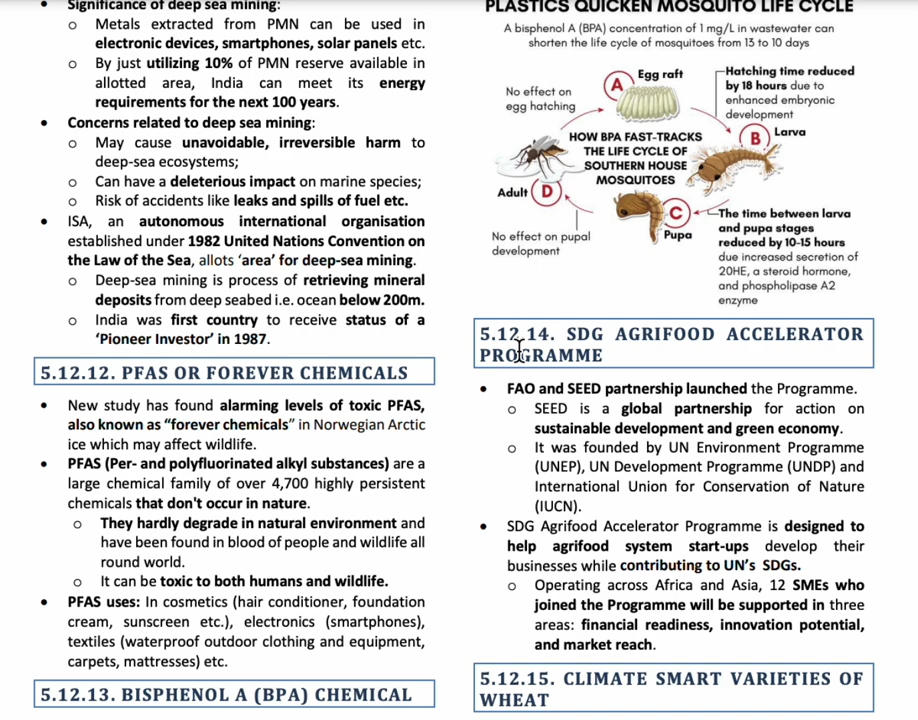 • Significance of deep sea mining:
o Metals extracted from PMN can be used in
electronic devices, smartphones, solar panels etc.
o By just utilizing 10% of PMN reserve available in
allotted area, India can meet its energy
requirements for the next 100 years.
• Concerns related to deep sea mining:
o May cause unavoidable, irreversible harm to
deep-sea ecosystems;
o Can have a deleterious impact on marine species;
o Risk of accidents like leaks and spills of fuel etc.
• ISA, an autonomous international organisation
established under 1982 United Nations Convention on
the Law of the Sea, allots ‘area’ for deep-sea mining.
o Deep-sea mining is process of retrieving mineral
deposits from deep seabed i.e. ocean below 200m.
o India was first country to receive status of a
‘Pioneer Investor’ in 1987.
5.12.12. PFAS OR FOREVER CHEMICALS
• New study has found alarming levels of toxic PFAS,
also known as “forever chemicals” in Norwegian Arctic
ice which may affect wildlife.
• PFAS (Per- and polyfluorinated alkyl substances) are a
large chemical family of over 4,700 highly persistent
chemicals that don't occur in nature.
o They hardly degrade in natural environment and
have been found in blood of people and wildlife all
round world.
o It can be toxic to both humans and wildlife.
• PFAS uses: In cosmetics (hair conditioner, foundation
cream, sunscreen etc.), electronics (smartphones),
textiles (waterproof outdoor clothing and equipment,
carpets, mattresses) etc.
5.12.13. BISPHENOL A (BPA) CHEMICAL
PLASTICS QUICKEN MOSQUITO LIFE CYCLE
A bisphenol A (BPA) concentration of 1 mg/L in wastewater can
shorten the life cycle of mosquitoes from 13 to 10 days
No effect on
egg hatching
A
Egg raft
Hatching time reduced
by 18 hours due to
enhanced embryonic
development
B
Larva
HOW BPA FAST-TRACKS
THE LIFE CYCLE OF
SOUTHERN HOUSE
MOSQUITOES
Adult
D
C
Pupa
No effect on pupal
development
The time between larva
and pupa stages
reduced by 10-15 hours
due increased secretion of
20HE, a steroid hormone,
and phospholipase A2
enzyme
5.12.14. SDG AGRIFOOD ACCELERATOR
PROGRAMME
• FAO and SEED partnership launched the Programme.
o SEED is a global partnership for action on
sustainable development and green economy.
o It was founded by UN Environment Programme
(UNEP), UN Development Programme (UNDP) and
International Union for Conservation of Nature
(IUCN).
• SDG Agrifood Accelerator Programme is designed to
help agrifood system start-ups develop their
businesses while contributing to UN’s SDGs.
o Operating across Africa and Asia, 12 SMEs who
joined the Programme will be supported in three
areas: financial readiness, innovation potential,
and market reach.
5.12.15. CLIMATE SMART VARIETIES OF
WHEAT